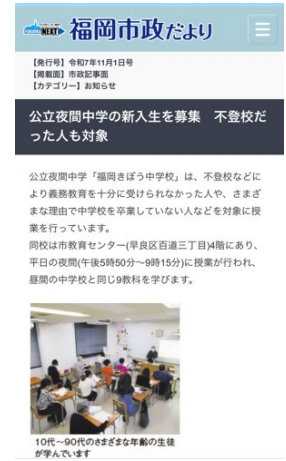 FUKUOKA NEXT 福岡市政だより
【発行号】令和7年11月1日号
【掲載面】市政記事面
【カテゴリー】お知らせ
公立夜間中学の新入生を募集　不登校だ
った人も対象
公立夜間中学「福岡きぼう中学校」は、不登校などに
より義務教育を十分に受けられなかった人や、さまざ
まな理由で中学校を卒業していない人などを対象に授
業を行っています。
同校は市教育センター(早良区百道三丁目)4階にあり、
平日の夜間(午後5時50分～9時15分)に授業が行われ、
昼間の中学校と同じ9教科を学びます。
10代～90代のさまざまな年齢の生徒
が学んでいます